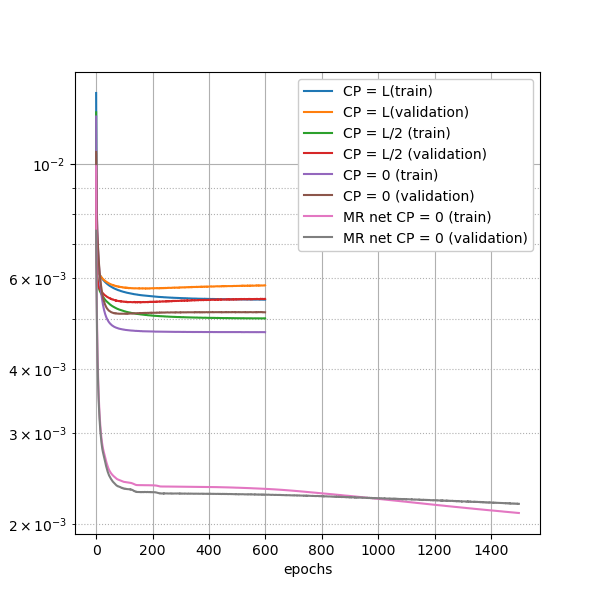 CP = L(train)
CP = L(validation)
CP = L/2 (train)
CP = L/2 (validation)
CP = 0 (train)
CP = 0 (validation)
MR net CP = 0 (train)
MR net CP = 0 (validation)
10⁻²
6 × 10⁻³
4 × 10⁻³
3 × 10⁻³
2 × 10⁻³
0 200 400 600 800 1000 1200 1400
epochs